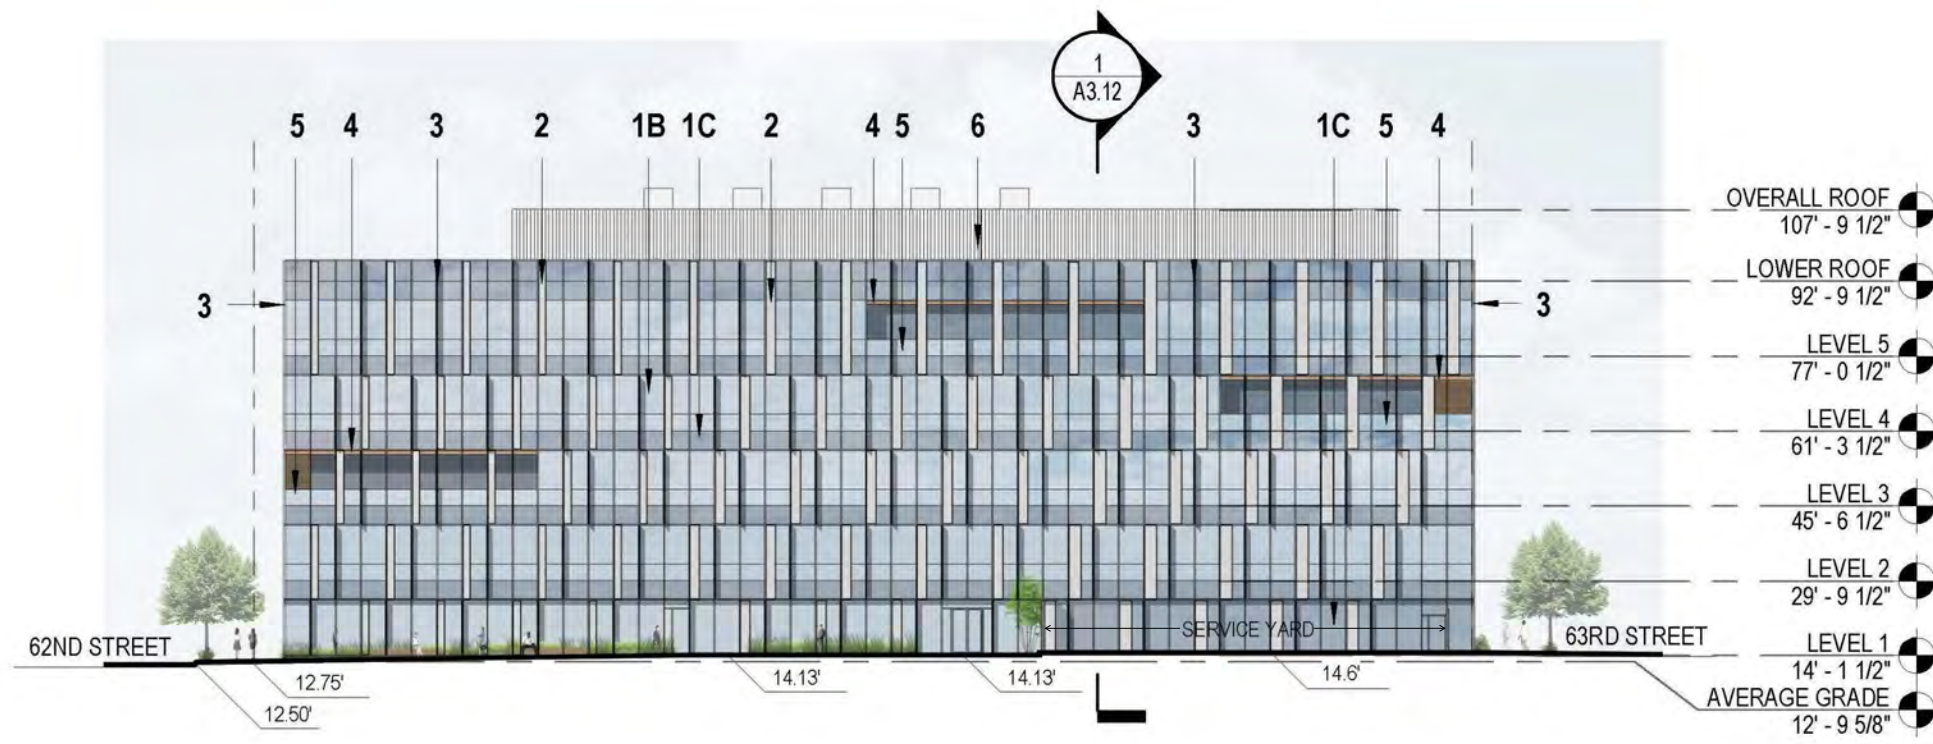 1
A3.12
5 4 3 2 1B 1C 2 4 5 6 3 1C 5 4
OVERALL ROOF
107' - 9 1/2"
LOWER ROOF
92' - 9 1/2"
3
3
LEVEL 5
77' - 0 1/2"
LEVEL 4
61' - 3 1/2"
LEVEL 3
45' - 6 1/2"
LEVEL 2
29' - 9 1/2"
SERVICE YARD
62ND STREET
63RD STREET
LEVEL 1
14' - 1 1/2"
12.75'
14.13'
14.13'
14.6'
12.50'
AVERAGE GRADE
12' - 9 5/8"